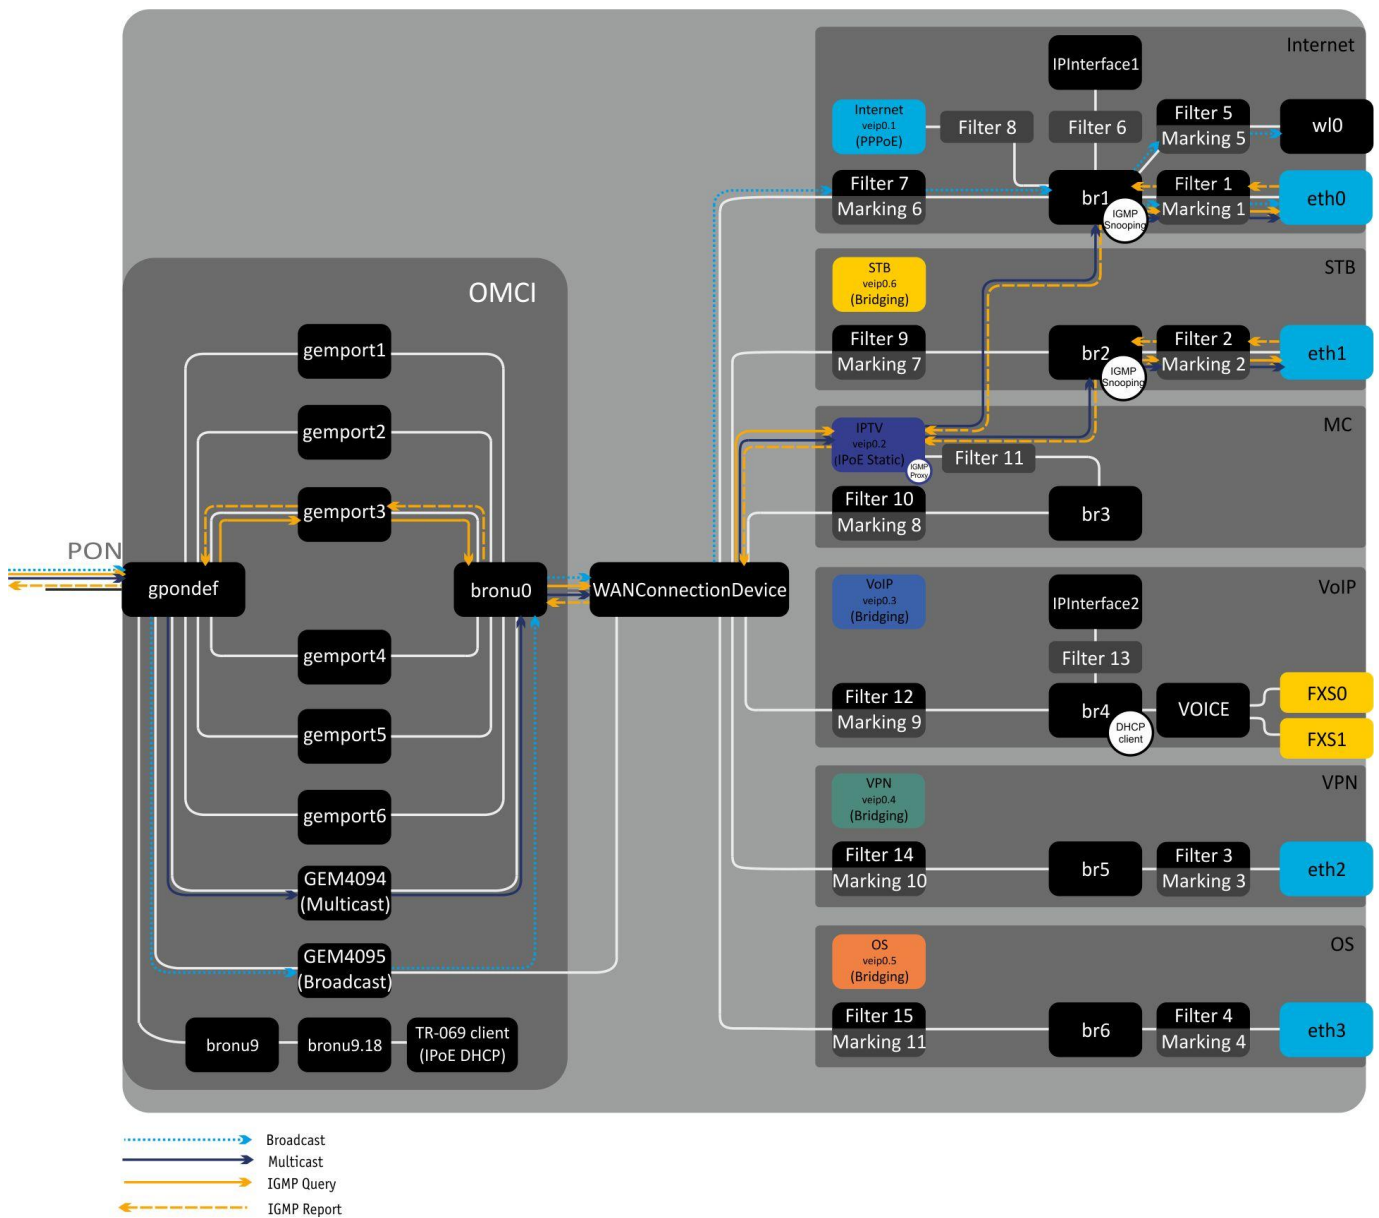 Internet
IPInterface1
Internet
veip0.1
(PPPoE)
Filter 8
Filter 6
Filter 5
Marking 5
wl0
Filter 7
Marking 6
br1
IGMP
Snooping
Filter 1
Marking 1
eth0
STB
STB
veip0.6
(Bridging)
Filter 9
Marking 7
br2
IGMP
Snooping
Filter 2
Marking 2
eth1
MC
IPTV
veip0.2
(IPoE Static)
IGMP
Proxy
Filter 11
Filter 10
Marking 8
br3
OMCI
gemport1
gemport2
gemport3
PON
gpondef
bronu0
WANConnectionDevice
gemport4
gemport5
gemport6
GEM4094
(Multicast)
GEM4095
(Broadcast)
bronu9
bronu9.18
TR-069 client
(IPoE DHCP)
VoIP
VoIP
veip0.3
(Bridging)
IPInterface2
Filter 13
Filter 12
Marking 9
br4
DHCP
client
VOICE
FXS0
FXS1
VPN
VPN
veip0.4
(Bridging)
Filter 14
Marking 10
br5
Filter 3
Marking 3
eth2
OS
OS
veip0.5
(Bridging)
Filter 15
Marking 11
br6
Filter 4
Marking 4
eth3
Broadcast
Multicast
IGMP Query
IGMP Report